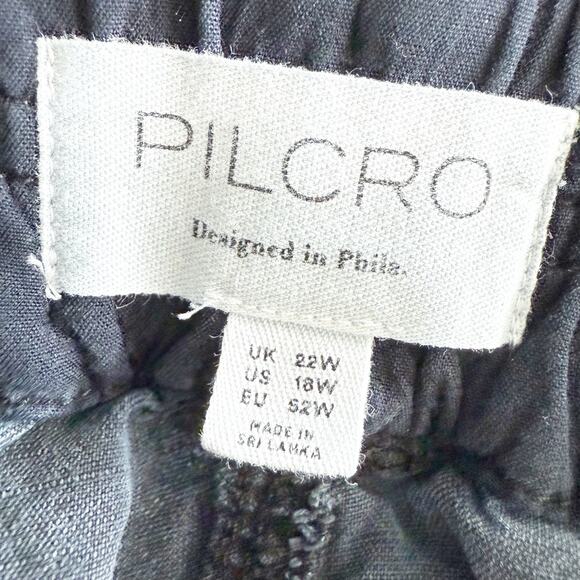 PILCRO
Designed in Phila.
UK 22W
US 18W
EU 52W
MADE IN
SRI LANKA